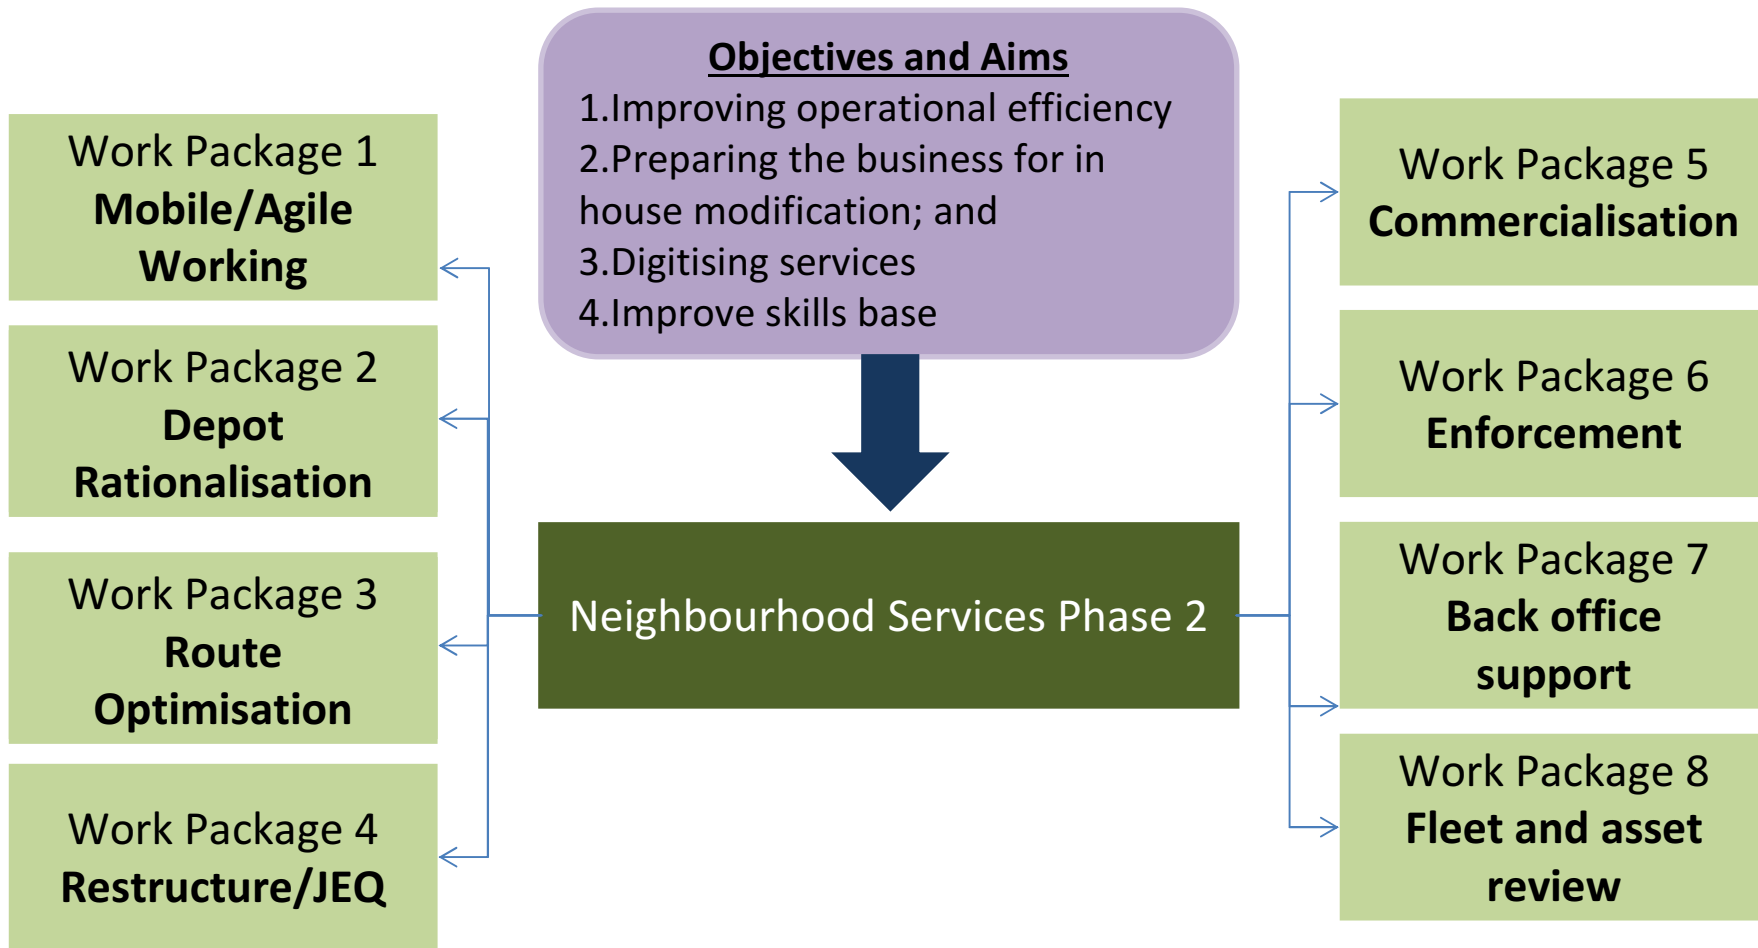 Objectives and Aims
1.Improving operational efficiency
2.Preparing the business for in
house modification; and
3.Digitising services
4.Improve skills base
Work Package 1
Mobile/Agile
Working
Work Package 2
Depot
Rationalisation
Work Package 3
Route
Optimisation
Work Package 4
Restructure/JEQ
Neighbourhood Services Phase 2
Work Package 5
Commercialisation
Work Package 6
Enforcement
Work Package 7
Back office
support
Work Package 8
Fleet and asset
review